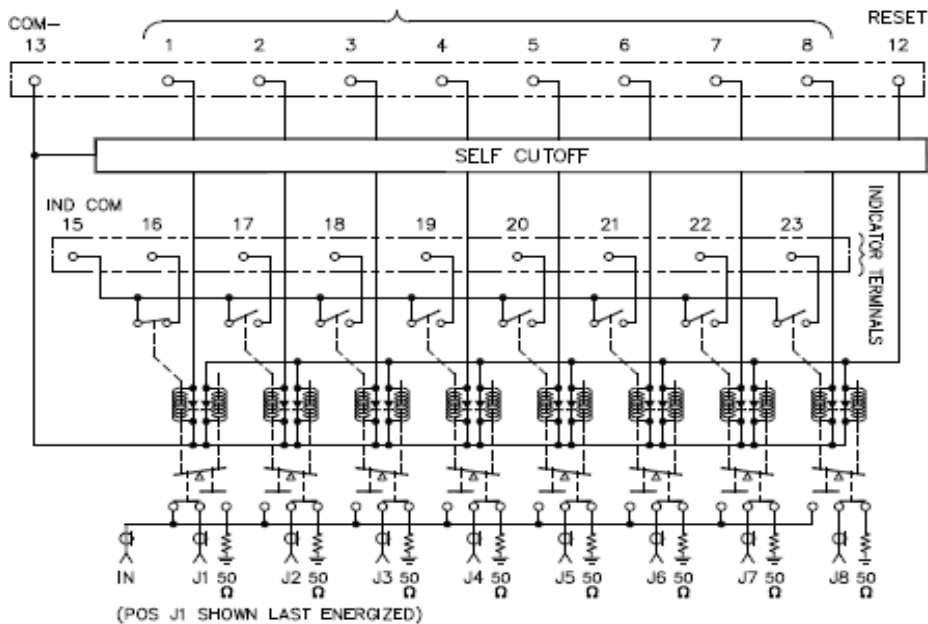 COM- RESET
13 1 2 3 4 5 6 7 8 12
SELF CUTOFF
IND COM
15 16 17 18 19 20 21 22 23
INDICATOR TERMINALS
IN J1 50 Ω J2 50 Ω J3 50 Ω J4 50 Ω J5 50 Ω J6 50 Ω J7 50 Ω J8 50 Ω
(POS J1 SHOWN LAST ENERGIZED)